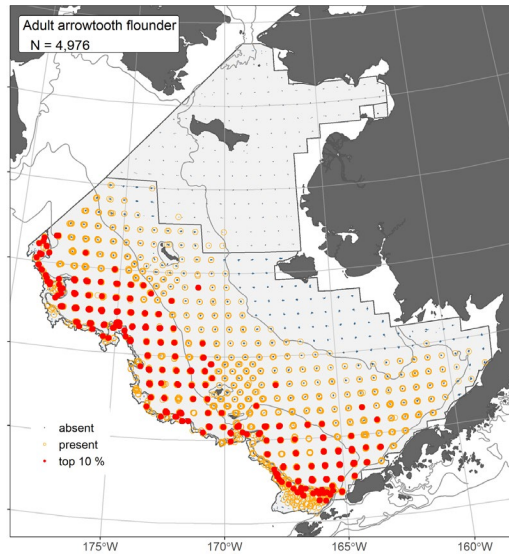 Adult arrowtooth flounder
N = 4,976
absent
present
top 10 %
175°W
170°W
165°W
160°W